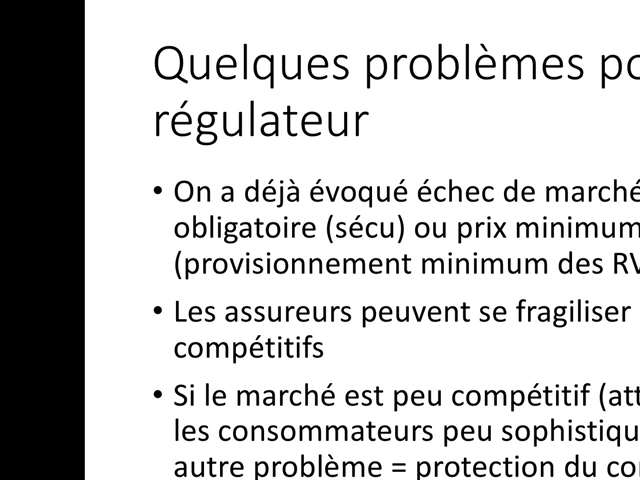 Quelques problèmes po
régulateur
• On a déjà évoqué échec de marché
obligatoire (sécu) ou prix minimum
(provisionnement minimum des RV
• Les assureurs peuvent se fragiliser
compétitifs
• Si le marché est peu compétitif (att
les consommateurs peu sophistiqu
autre problème = protection du co